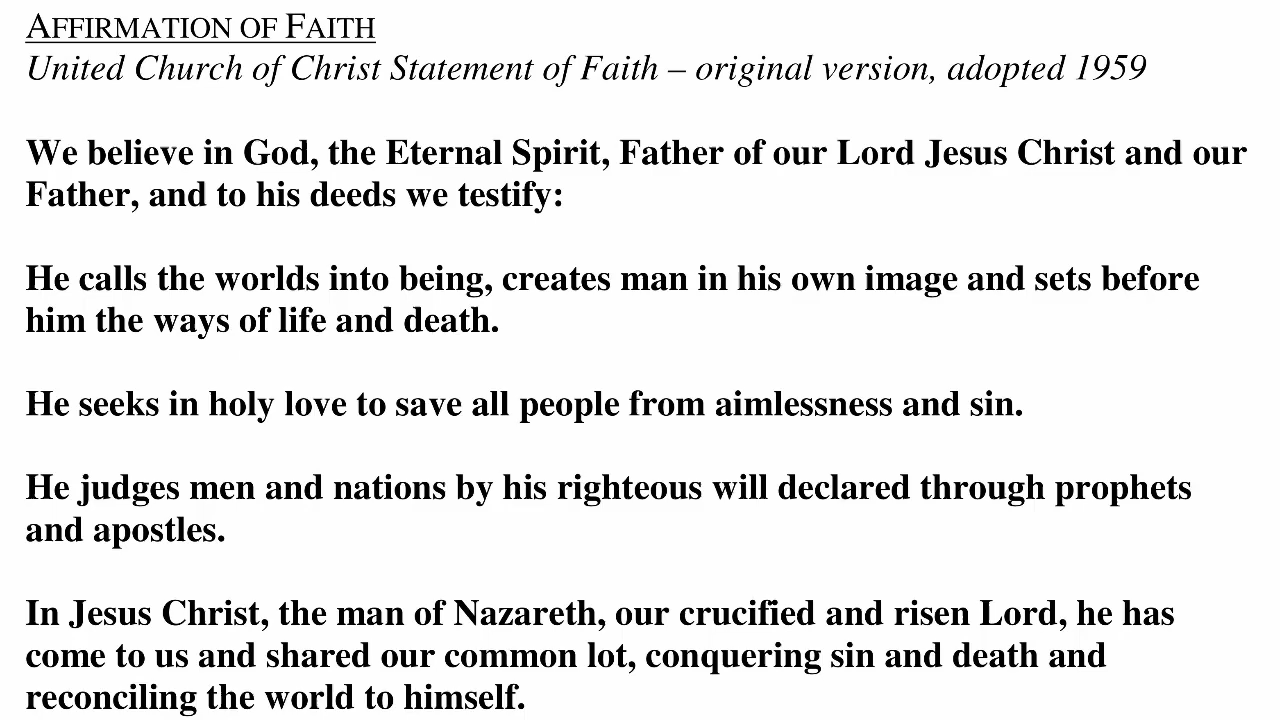 AFFIRMATION OF FAITH
United Church of Christ Statement of Faith – original version, adopted 1959
We believe in God, the Eternal Spirit, Father of our Lord Jesus Christ and our
Father, and to his deeds we testify:
He calls the worlds into being, creates man in his own image and sets before
him the ways of life and death.
He seeks in holy love to save all people from aimlessness and sin.
He judges men and nations by his righteous will declared through prophets
and apostles.
In Jesus Christ, the man of Nazareth, our crucified and risen Lord, he has
come to us and shared our common lot, conquering sin and death and
reconciling the world to himself.